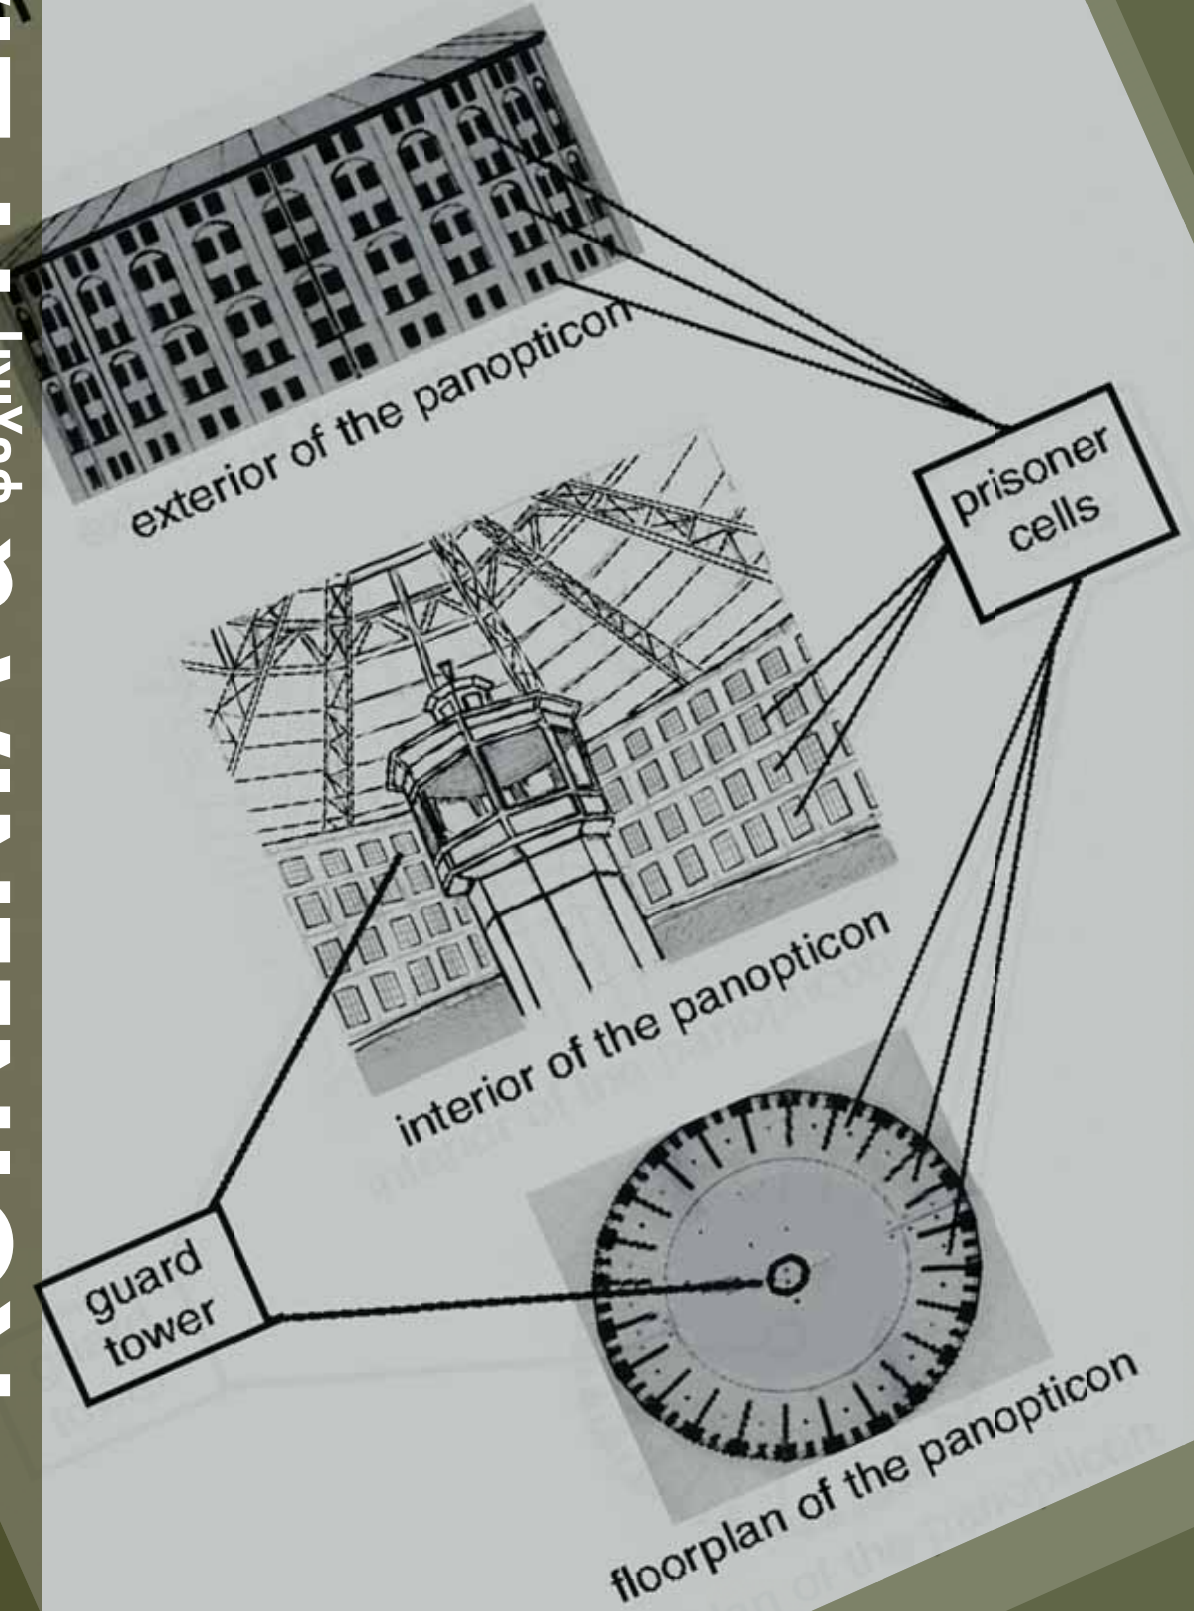 exterior of the panopticon
prisoner
cells
interior of the panopticon
guard
tower
floorplan of the panopticon